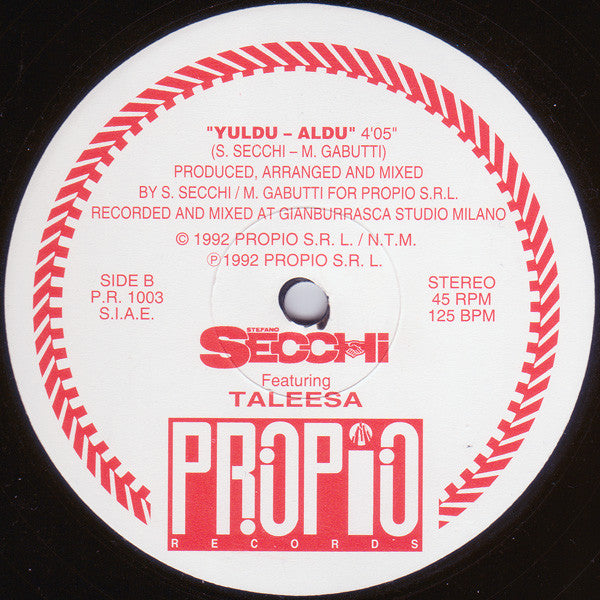 "YULDU – ALDU" 4'05"
(S. SECCHI – M. GABUTTI)
PRODUCED, ARRANGED AND MIXED
BY S. SECCHI / M. GABUTTI FOR PROPIO S.R.L.
RECORDED AND MIXED AT GIANBURRASCA STUDIO MILANO
© 1992 PROPIO S.R. L. / N.T.M.
℗ 1992 PROPIO S.R. L.
SIDE B
P.R. 1003
S.I.A.E.
STEREO
45 RPM
125 BPM
STEFANO
SECCHi
Featuring
TALEESA
PROPiO
RECORDS